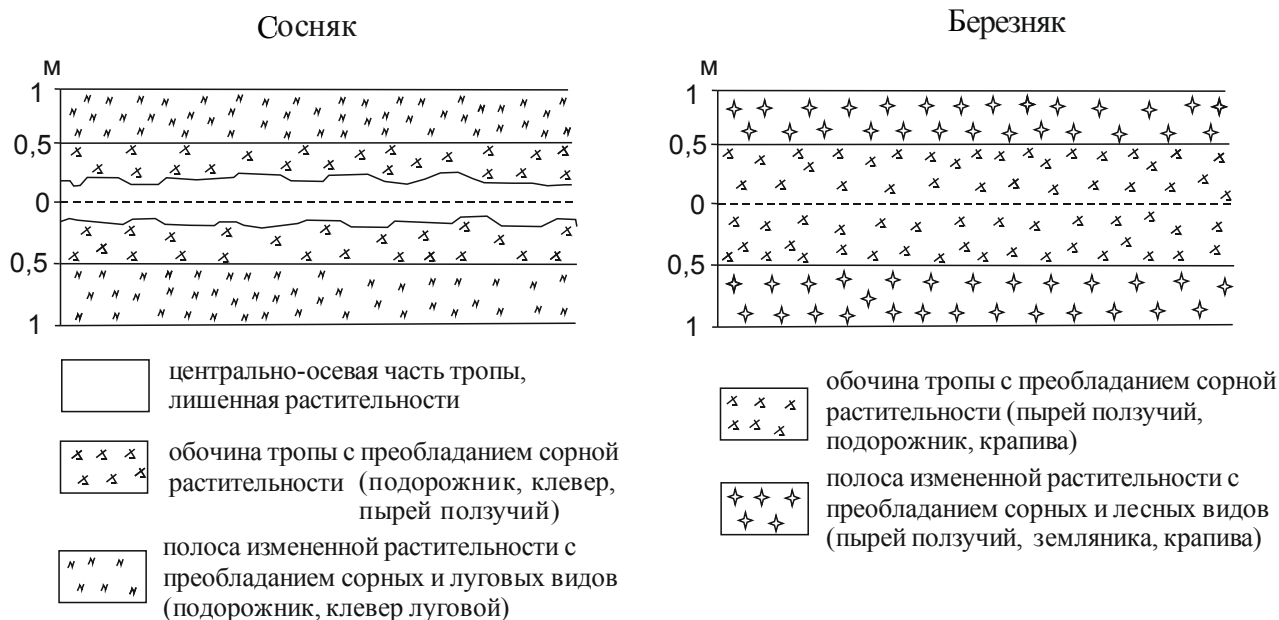 Сосняк
м
1
0,5
0
0,5
1
центрально-осевая часть тропы,
лишенная растительности
обочина тропы с преобладанием сорной
растительности (подорожник, клевер,
пырей ползучий)
полоса измененной растительности с
преобладанием сорных и луговых видов
(подорожник, клевер луговой)
Березняк
м
1
0,5
0
0,5
1
обочина тропы с преобладанием сорной
растительности (пырей ползучий,
подорожник, крапива)
полоса измененной растительности с
преобладанием сорных и лесных видов
(пырей ползучий, земляника, крапива)